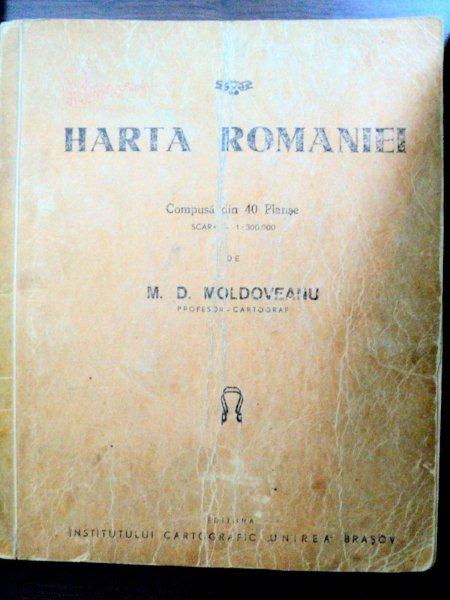 HARTA ROMANIEI
Compusă din 40 Planșe
SCARA - 1:300.000
DE
M. D. MOLDOVEANU
PROFESOR-CARTOGRAF
EDITURA
INSTITUTULUI CARTOGRAFIC „UNIREA" BRAȘOV